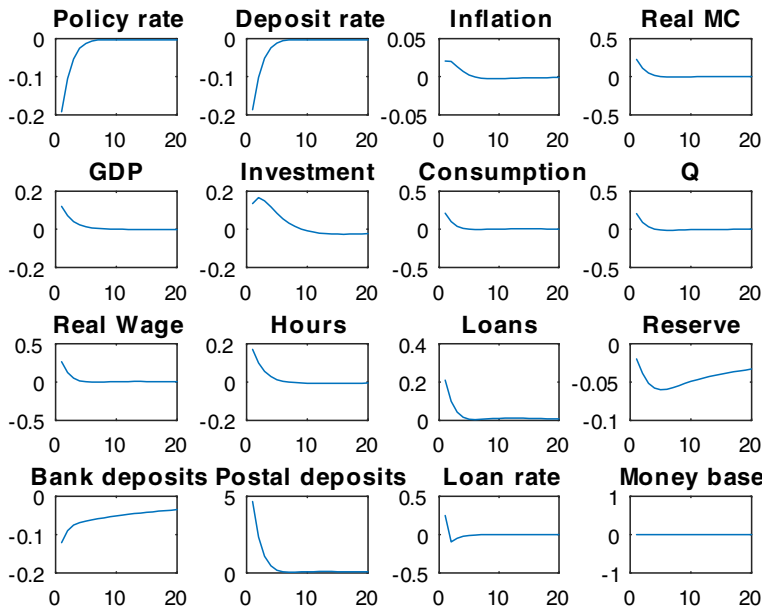 Policy rate Deposit rate Inflation Real MC
0 0 0.05 0.5
-0.1 -0.1 0 0
-0.2 -0.2 -0.05 -0.5
0 10 20 0 10 20 0 10 20 0 10 20
GDP Investment Consumption Q
0.2 0.2 0.5 0.5
0 0 0 0
-0.2 -0.2 -0.5 -0.5
0 10 20 0 10 20 0 10 20 0 10 20
Real Wage Hours Loans Reserve
0.5 0.2 0.4 0
0 0 0.2 -0.05
-0.5 -0.2 0 -0.1
0 10 20 0 10 20 0 10 20 0 10 20
Bank deposits Postal deposits Loan rate Money base
0 5 0.5 1
-0.1 0 0
-0.2 0 -0.5 -1
0 10 20 0 10 20 0 10 20 0 10 20